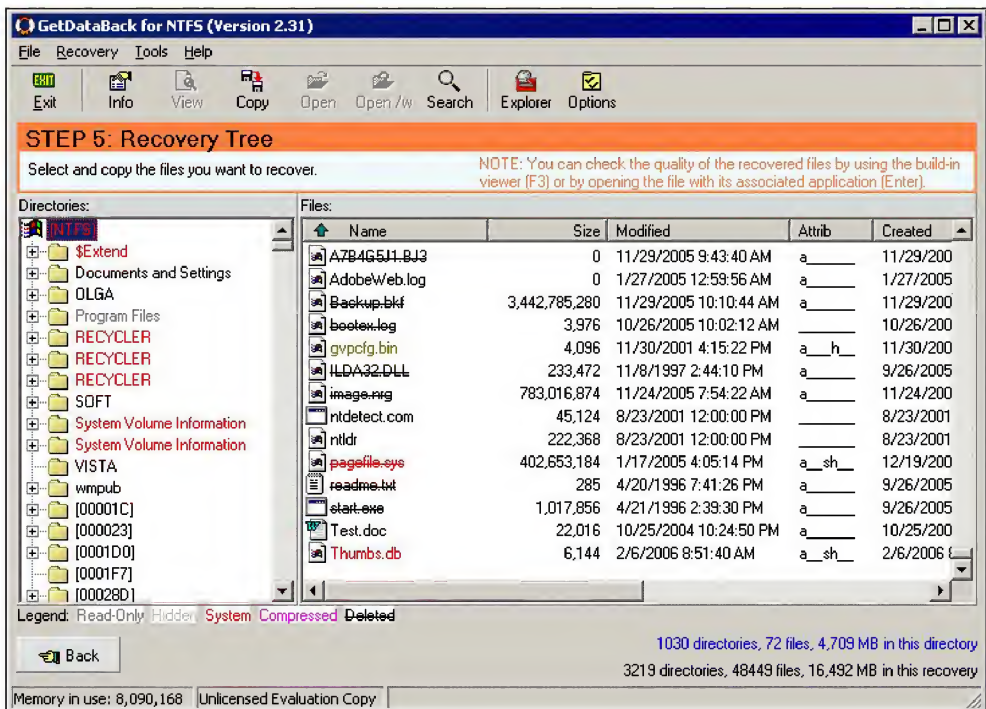 GetDataBack for NTFS (Version 2.31)
File Recovery Tools Help
Exit Info View Copy Open Open /w Search Explorer Options
STEP 5: Recovery Tree
Select and copy the files you want to recover.
NOTE: You can check the quality of the recovered files by using the build-in
viewer (F3) or by opening the file with its associated application (Enter).
Directories:
[NTFS]
$Extend
Documents and Settings
OLGA
Program Files
RECYCLER
RECYCLER
RECYCLER
SOFT
System Volume Information
System Volume Information
VISTA
wmpub
[00001C]
[000023]
[0001D0]
[0001F7]
[00028D]
Files:
Name Size Modified Attrib Created
A7B4G5J1.BJ3 0 11/29/2005 9:43:40 AM a______ 11/29/200
AdobeWeb.log 0 1/27/2005 12:59:56 AM a______ 1/27/2005
Backup.bkf 3,442,785,280 11/29/2005 10:10:44 AM a______ 11/29/200
bootex.log 3,976 10/26/2005 10:02:12 AM _______ 10/26/200
gvpcfg.bin 4,096 11/30/2001 4:15:22 PM a___h__ 11/30/200
ILDA32.DLL 233,472 11/8/1997 2:44:10 PM a______ 9/26/2005
image.nrg 783,016,874 11/24/2005 7:54:22 AM a______ 11/24/200
ntdetect.com 45,124 8/23/2001 12:00:00 PM _______ 8/23/2001
ntldr 222,368 8/23/2001 12:00:00 PM _______ 8/23/2001
pagefile.sys 402,653,184 1/17/2005 4:05:14 PM a__sh__ 12/19/200
readme.txt 285 4/20/1996 7:41:26 PM a______ 9/26/2005
start.exe 1,017,856 4/21/1996 2:39:30 PM a______ 9/26/2005
Test.doc 22,016 10/25/2004 10:24:50 PM a______ 10/25/200
Thumbs.db 6,144 2/6/2006 8:51:40 AM a__sh__ 2/6/2006 8
Legend: Read-Only Hidden System Compressed Deleted
Back
1030 directories, 72 files, 4,709 MB in this directory
3219 directories, 48449 files, 16,492 MB in this recovery
Memory in use: 8,090,168 Unlicensed Evaluation Copy